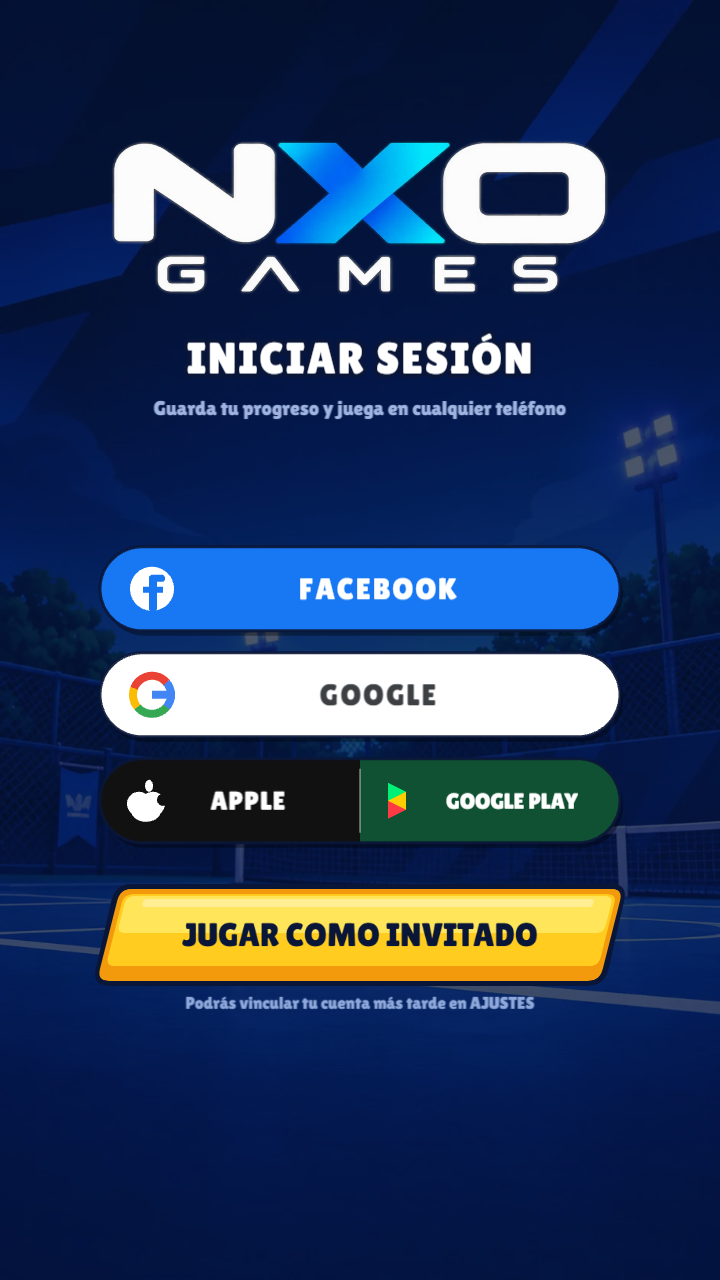 NXO
GAMES
INICIAR SESIÓN
Guarda tu progreso y juega en cualquier teléfono
FACEBOOK
GOOGLE
APPLE
GOOGLE PLAY
JUGAR COMO INVITADO
Podrás vincular tu cuenta más tarde en AJUSTES